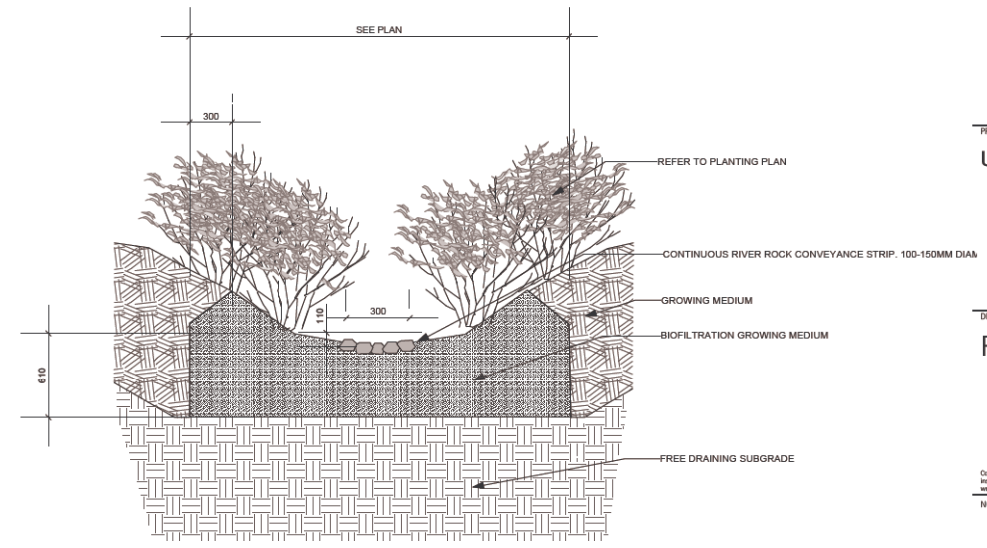 SEE PLAN
300
REFER TO PLANTING PLAN
CONTINUOUS RIVER ROCK CONVEYANCE STRIP. 100-150MM DIAM
300
110
GROWING MEDIUM
BIOFILTRATION GROWING MEDIUM
610
FREE DRAINING SUBGRADE